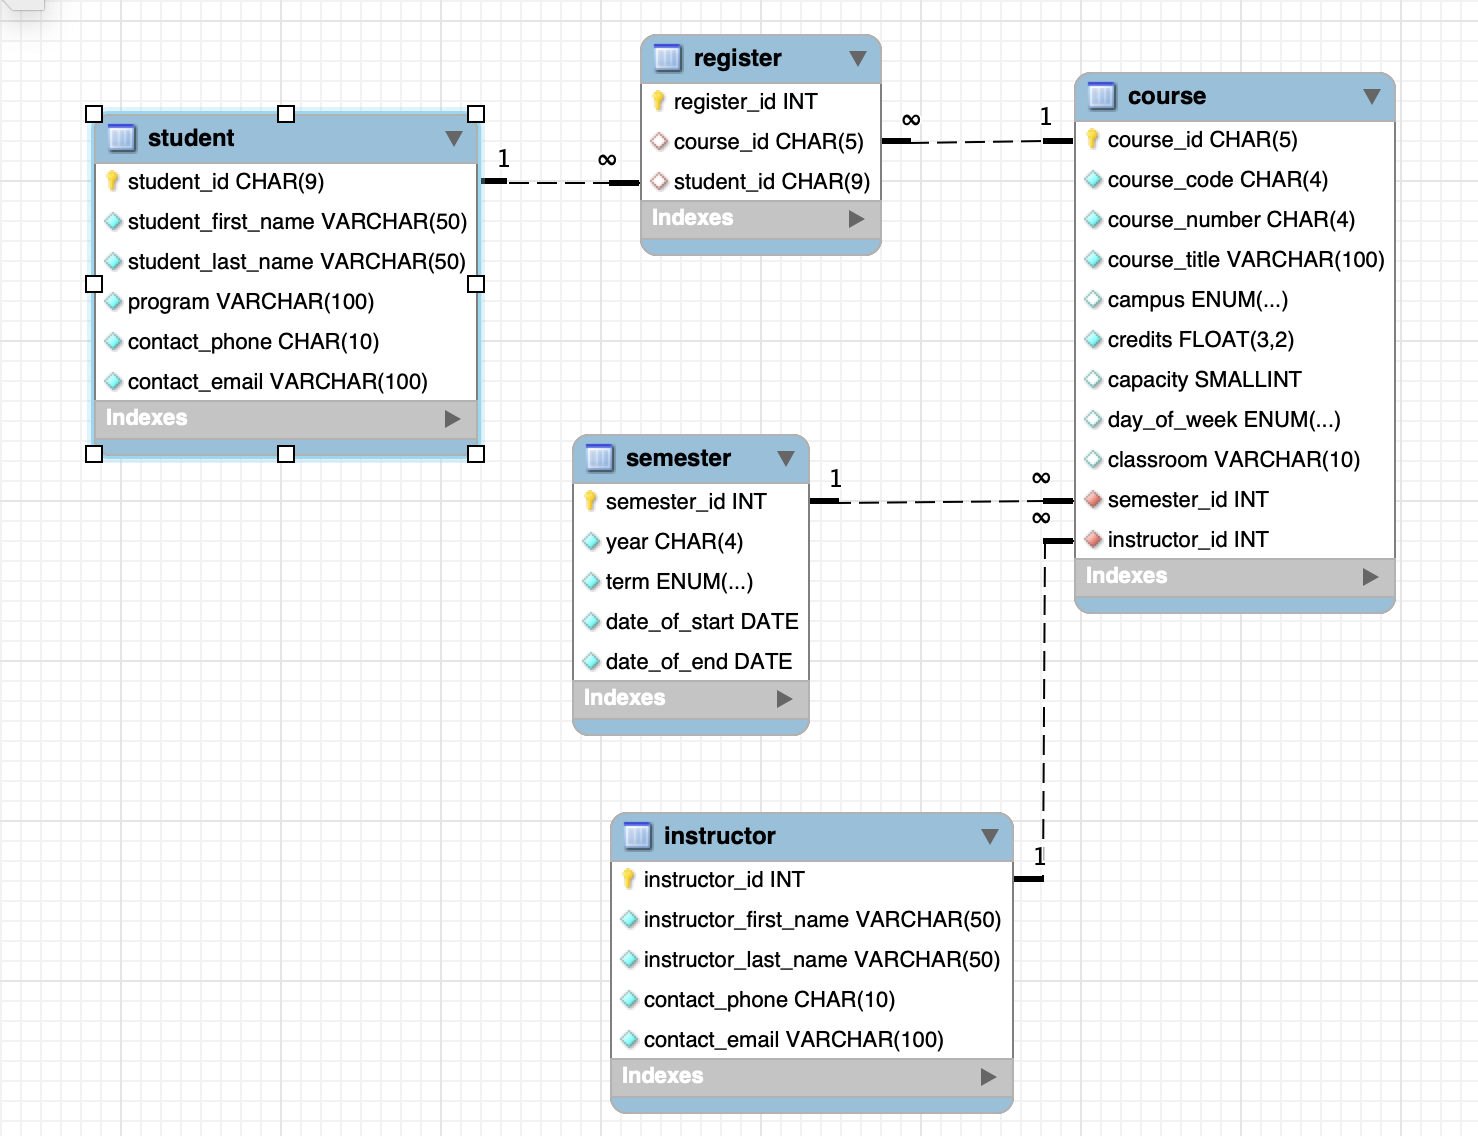 student
student_id CHAR(9)
student_first_name VARCHAR(50)
student_last_name VARCHAR(50)
program VARCHAR(100)
contact_phone CHAR(10)
contact_email VARCHAR(100)
Indexes
1
∞
register
register_id INT
course_id CHAR(5)
student_id CHAR(9)
Indexes
∞
1
course
course_id CHAR(5)
course_code CHAR(4)
course_number CHAR(4)
course_title VARCHAR(100)
campus ENUM(...)
credits FLOAT(3,2)
capacity SMALLINT
day_of_week ENUM(...)
classroom VARCHAR(10)
semester_id INT
instructor_id INT
Indexes
semester
semester_id INT
year CHAR(4)
term ENUM(...)
date_of_start DATE
date_of_end DATE
Indexes
1
∞
∞
instructor
instructor_id INT
instructor_first_name VARCHAR(50)
instructor_last_name VARCHAR(50)
contact_phone CHAR(10)
contact_email VARCHAR(100)
Indexes
1